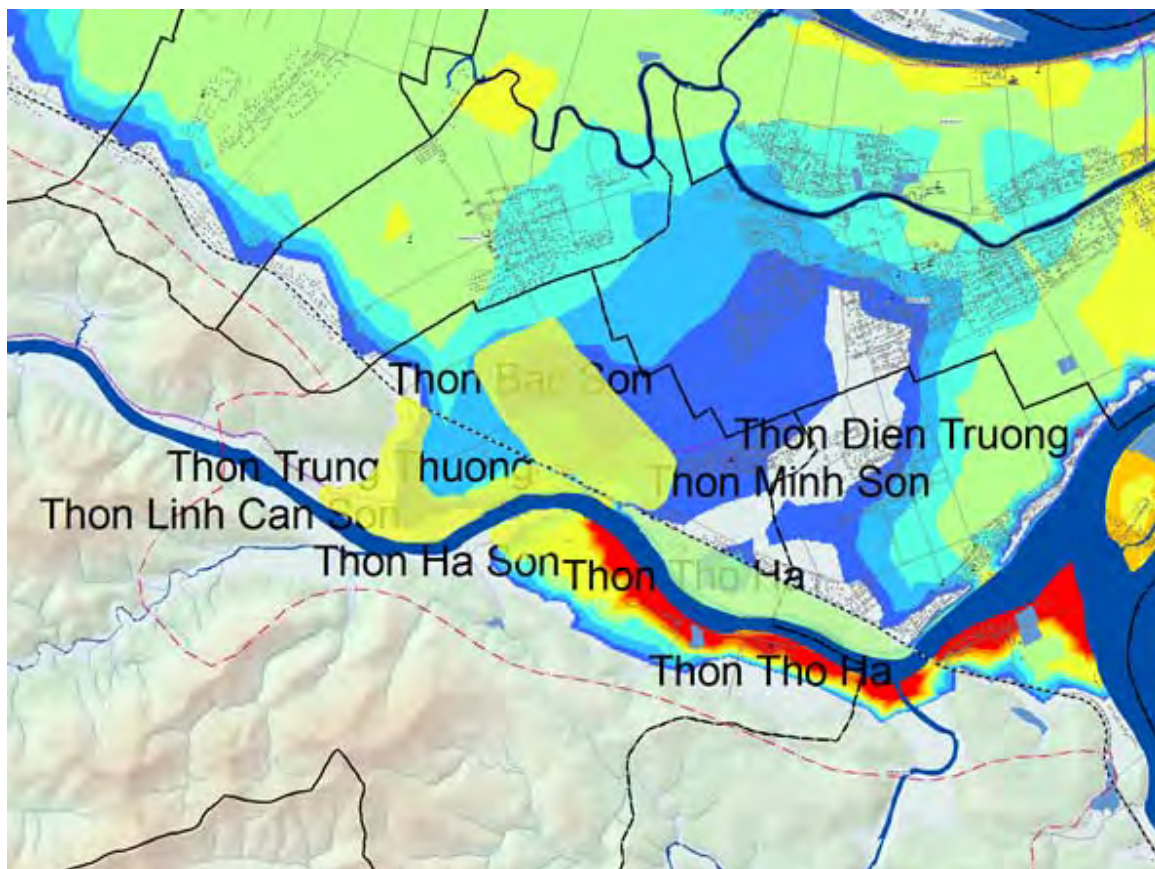 Thon Bac Son
Thon Dien Truong
Thon Trung Thuong
Thon Minh Son
Thon Linh Can Son
Thon Ha Son
Thon Tho Ha
Thon Tho Ha